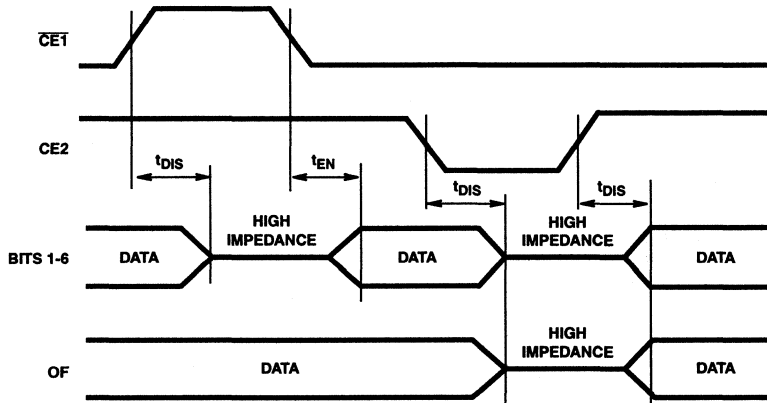 CE1
CE2
tDIS
tEN
tDIS
tDIS
BITS 1-6
DATA
HIGH
IMPEDANCE
DATA
HIGH
IMPEDANCE
DATA
OF
DATA
HIGH
IMPEDANCE
DATA